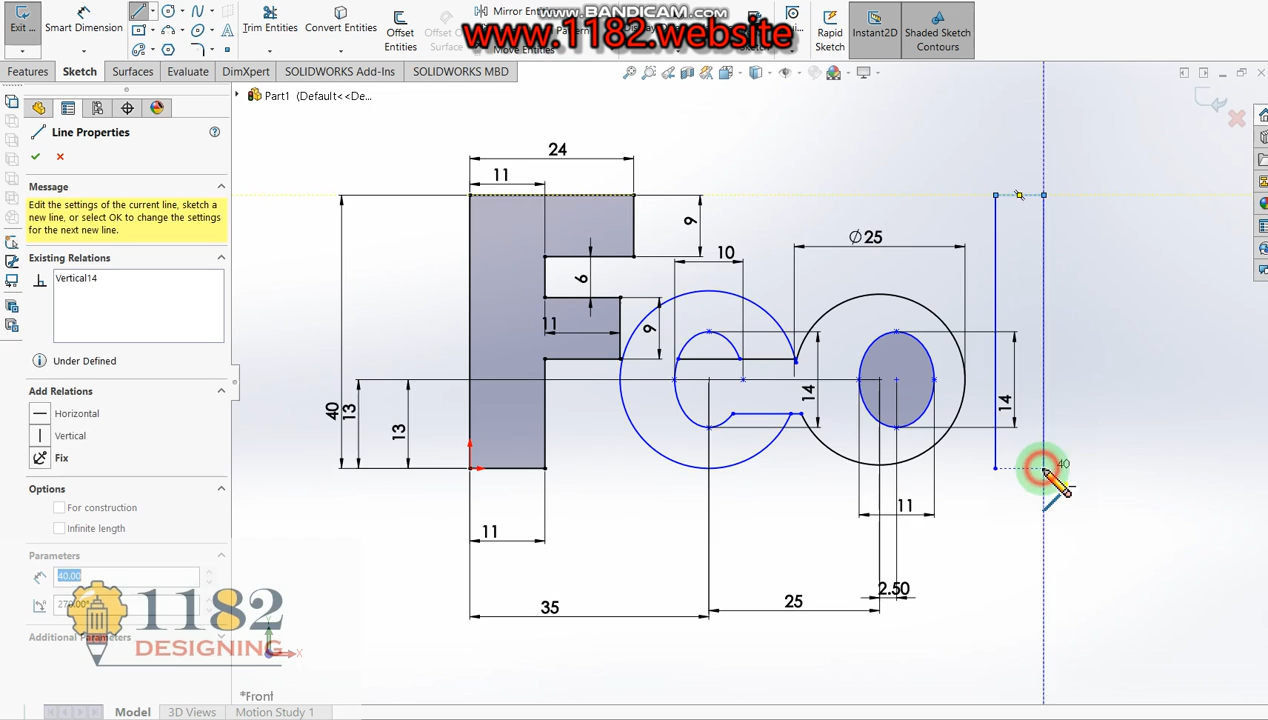 www.BANDICAM.COM
www.1182.website
Exit ...
Smart Dimension
Trim Entities
Convert Entities
Offset Entities
Offset On Surface
Mirror Entities
Move Entities
Rapid Sketch
Instant2D
Shaded Sketch Contours
Features
Sketch
Surfaces
Evaluate
DimXpert
SOLIDWORKS Add-Ins
SOLIDWORKS MBD
Part1 (Default<<De...
Line Properties
Message
Edit the settings of the current line, sketch a
new line, or select OK to change the settings
for the next new line.
Existing Relations
Vertical14
Under Defined
Add Relations
Horizontal
Vertical
Fix
Options
For construction
Infinite length
Parameters
40.00
270.00°
Additional Parameters
24
11
9
6
10
Ø25
11
9
40
13
13
14
14
40
11
11
2.50
35
25
1182
DESIGNING
Y
X
*Front
Model
3D Views
Motion Study 1